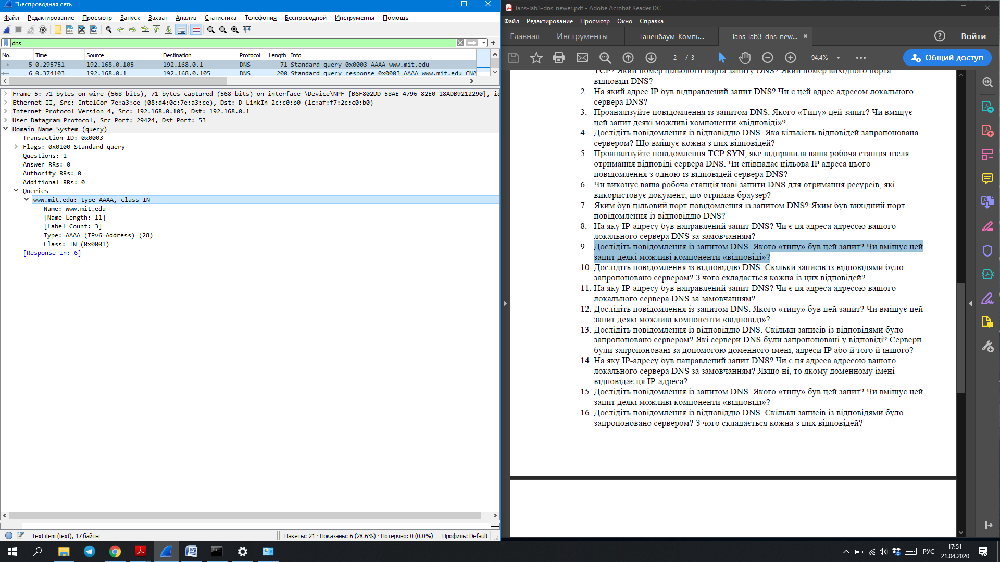 *Беспроводная сеть
Файл Редактирование Просмотр Запуск Захват Анализ Статистика Телефония Беспроводной Инструменты Помощь
dns
No. Time Source Destination Protocol Length Info
5 0.295751 192.168.0.105 192.168.0.1 DNS 71 Standard query 0x0003 AAAA www.mit.edu
6 0.374103 192.168.0.1 192.168.0.105 DNS 200 Standard query response 0x0003 AAAA www.mit.edu CNA
Frame 5: 71 bytes on wire (568 bits), 71 bytes captured (568 bits) on interface \Device\NPF_{B6F802DD-58AE-4796-82E0-18ADB9212290}, id
Ethernet II, Src: IntelCor_7e:a3:ce (08:d4:0c:7e:a3:ce), Dst: D-LinkIn_2c:c0:b0 (1c:af:f7:2c:c0:b0)
Internet Protocol Version 4, Src: 192.168.0.105, Dst: 192.168.0.1
User Datagram Protocol, Src Port: 29424, Dst Port: 53
Domain Name System (query)
Transaction ID: 0x0003
Flags: 0x0100 Standard query
Questions: 1
Answer RRs: 0
Authority RRs: 0
Additional RRs: 0
Queries
www.mit.edu: type AAAA, class IN
Name: www.mit.edu
[Name Length: 11]
[Label Count: 3]
Type: AAAA (IPv6 Address) (28)
Class: IN (0x0001)
[Response In: 6]
Text item (text), 17 байты
Пакеты: 21 · Показаны: 6 (28.6%) · Потеряно: 0 (0.0%)
Профиль: Default
lans-lab3-dns_newer.pdf - Adobe Acrobat Reader DC
Файл Редактирование Просмотр Окно Справка
Главная Инструменты Таненбаум_Компь... lans-lab3-dns_new... Войти
2 / 3 94,4% Общий доступ
TCP? Який номер цільового порта запиту DNS? Який номер вихідного порта
відповіді DNS?
2. На який адрес IP був відправлений запит DNS? Чи є цей адрес адресом локального
сервера DNS?
3. Проаналізуйте повідомлення із запитом DNS. Якого «Типу» цей запит? Чи вміщує
цей запит деякі можливі компоненти «відповіді»?
4. Дослідіть повідомлення із відповіддю DNS. Яка кількість відповідей запропонована
сервером? Що вміщує кожна з цих відповідей?
5. Проаналізуйте повідомлення TCP SYN, яке відправила ваша робоча станція після
отримання відповіді сервера DNS. Чи співпадає цільова IP адреса цього
повідомлення з одною із відповідей сервера DNS?
6. Чи виконує ваша робоча станція нові запити DNS для отримання ресурсів, які
використовує документ, що отримав браузер?
7. Яким був цільовий порт повідомлення із запитом DNS? Яким був вихідний порт
повідомлення із відповіддю DNS?
8. На яку IP-адресу був направлений запит DNS? Чи є ця адреса адресою вашого
локального сервера DNS за замовчанням?
9. Дослідіть повідомлення із запитом DNS. Якого «типу» був цей запит? Чи вміщує цей
запит деякі можливі компоненти «відповіді»?
10. Дослідіть повідомлення із відповіддю DNS. Скільки записів із відповідями було
запропоновано сервером? З чого складається кожна із цих відповідей?
11. На яку IP-адресу був направлений запит DNS? Чи є ця адреса адресою вашого
локального сервера DNS за замовчанням?
12. Дослідіть повідомлення із запитом DNS. Якого «типу» був цей запит? Чи вміщує цей
запит деякі можливі компоненти «відповіді»?
13. Дослідіть повідомлення із відповіддю DNS. Скільки записів із відповідями було
запропоновано сервером? Які сервери DNS були запропоновані у відповіді? Сервери
були запропоновані за допомогою доменного імені, адреси IP або й того й іншого?
14. На яку IP-адресу був направлений запит DNS? Чи є ця адреса адресою вашого
локального сервера DNS за замовчанням? Якщо ні, то якому доменному імені
відповідає ця IP-адреса?
15. Дослідіть повідомлення із запитом DNS. Якого «типу» був цей запит? Чи вміщує цей
запит деякі можливі компоненти «відповіді»?
16. Дослідіть повідомлення із відповіддю DNS. Скільки записів із відповідями було
запропоновано сервером? З чого складається кожна з цих відповідей?
РУС
17:51
21.04.2020